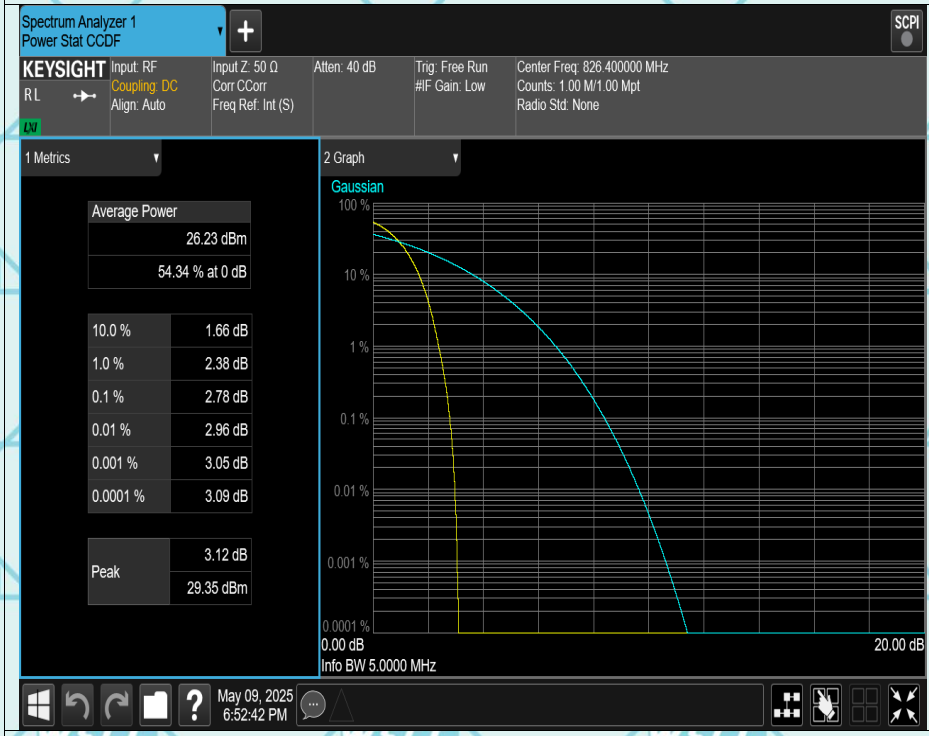 Spectrum Analyzer 1
Power Stat CCDF
+
SCPI
KEYSIGHT
RL
LXI
Input: RF
Coupling: DC
Align: Auto
Input Z: 50 Ω
Corr CCorr
Freq Ref: Int (S)
Atten: 40 dB
Trig: Free Run
#IF Gain: Low
Center Freq: 826.400000 MHz
Counts: 1.00 M/1.00 Mpt
Radio Std: None
1 Metrics
Average Power
26.23 dBm
54.34 % at 0 dB
10.0 % 1.66 dB
1.0 % 2.38 dB
0.1 % 2.78 dB
0.01 % 2.96 dB
0.001 % 3.05 dB
0.0001 % 3.09 dB
Peak
3.12 dB
29.35 dBm
2 Graph
Gaussian
100 %
10 %
1 %
0.1 %
0.01 %
0.001 %
0.0001 %
0.00 dB 20.00 dB
Info BW 5.0000 MHz
?
May 09, 2025
6:52:42 PM